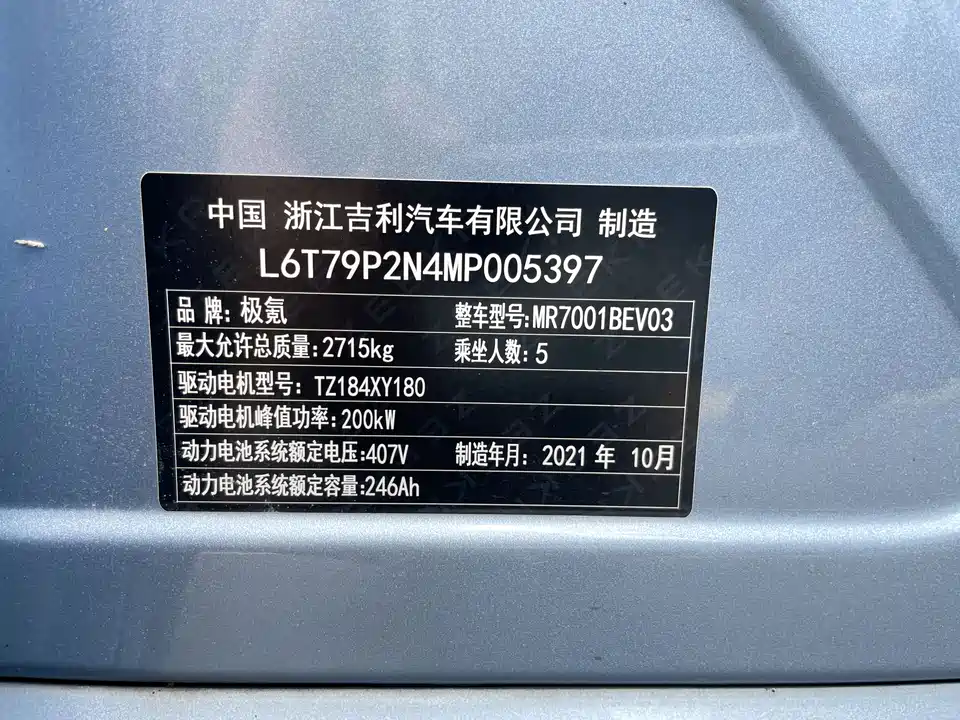 中国 浙江吉利汽车有限公司 制造
L6T79P2N4MP005397
品牌:极氪 整车型号:MR7001BEV03
最大允许总质量:2715kg 乘坐人数:5
驱动电机型号: TZ184XY180
驱动电机峰值功率:200kW
动力电池系统额定电压:407V 制造年月: 2021 年 10月
动力电池系统额定容量:246Ah